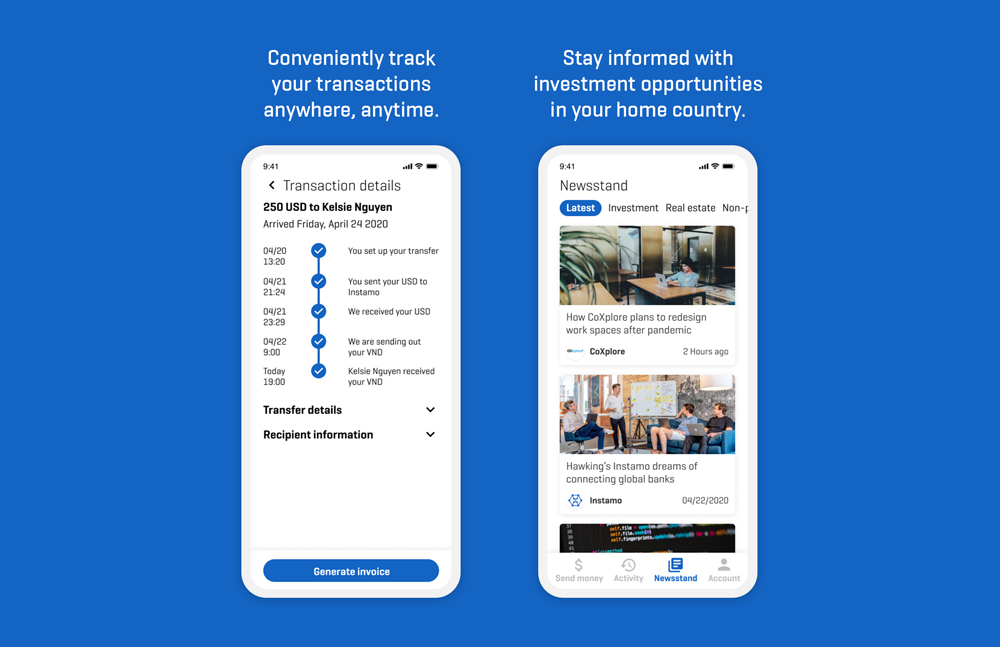 Conveniently track
your transactions
anywhere, anytime.
9:41
Transaction details
250 USD to Kelsie Nguyen
Arrived Friday, April 24 2020
04/20
13:20
You set up your transfer
04/21
21:24
You sent your USD to
Instamo
04/21
23:29
We received your USD
04/22
9:00
We are sending out
your VND
Today
19:00
Kelsie Nguyen received
your VND
Transfer details
Recipient information
Generate invoice
Stay informed with
investment opportunities
in your home country.
9:41
Newsstand
Latest Investment Real estate Non-p
How CoXplore plans to redesign
work spaces after pandemic
CoXplore 2 Hours ago
Hawking's Instamo dreams of
connecting global banks
Instamo 04/22/2020
Send money Activity Newsstand Account